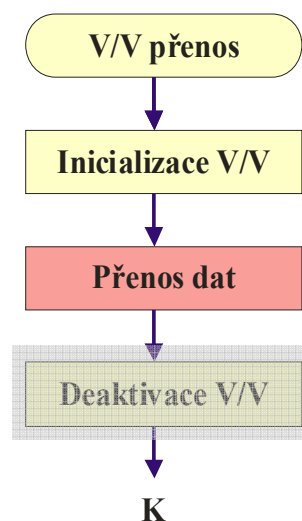 V/V přenos
Inicializace V/V
Přenos dat
Deaktivace V/V
K